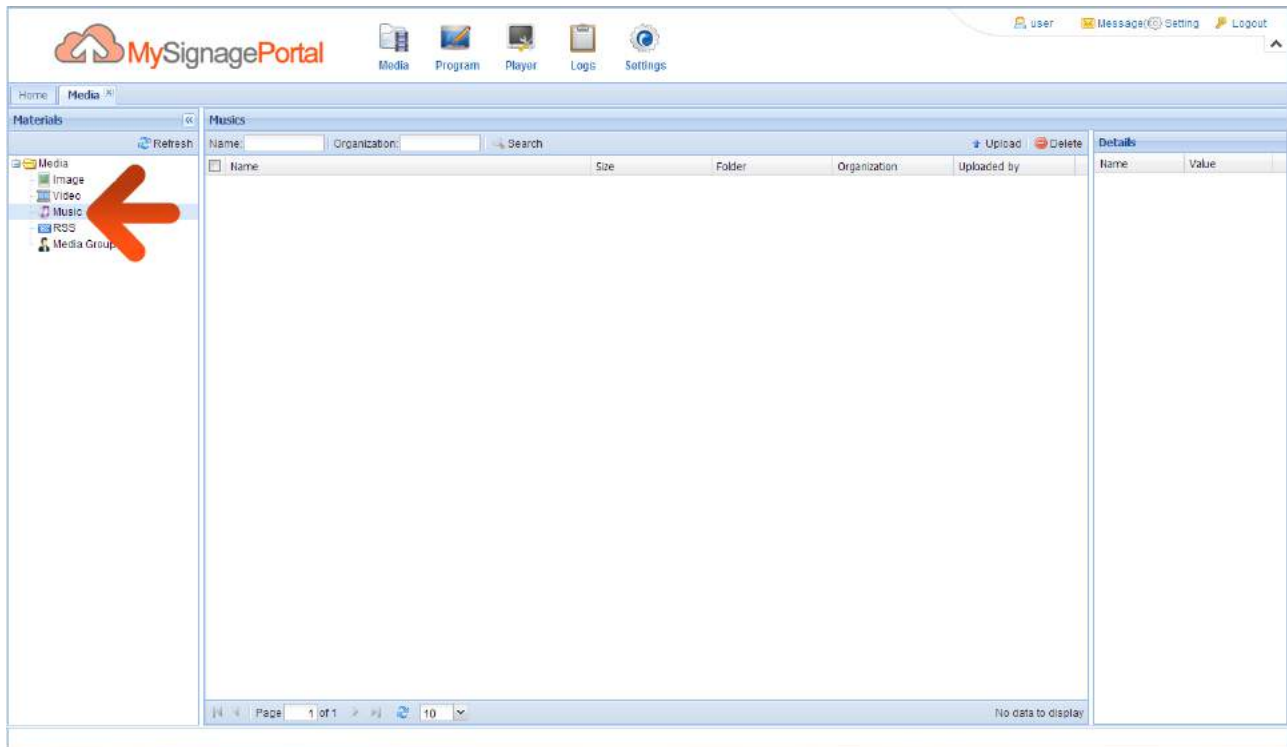 user Message( Setting Logout
MySignagePortal
Media Program Player Logs Settings
Home Media
Materials Musics
Refresh Name: Organization: Search Upload Delete Details
Media Name Size Folder Organization Uploaded by Name Value
Image
Video
Music
RSS
Media Group
Page 1 of 1 10 No data to display